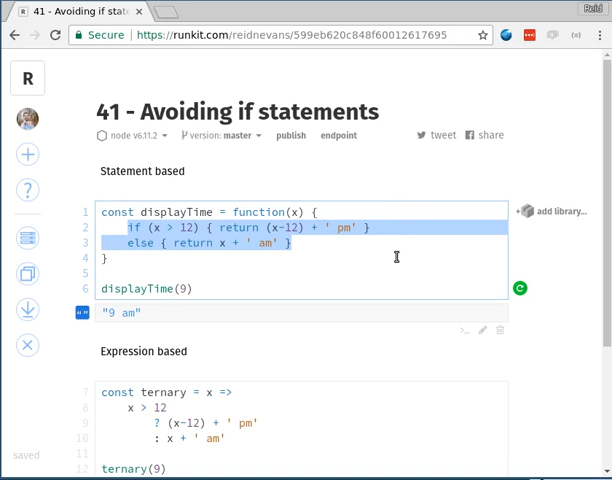 41 - Avoiding if state
Reid
Secure
https://runkit.com/reidnevans/599eb620c848f60012617695
R
41 - Avoiding if statements
node v6.11.2
version: master
publish
endpoint
tweet
share
Statement based
1 const displayTime = function(x) {
2 if (x > 12) { return (x-12) + ' pm' }
3 else { return x + ' am' }
4 }
5
6 displayTime(9)
+ add library...
"9 am"
Expression based
7 const ternary = x =>
8 x > 12
9 ? (x-12) + ' pm'
10 : x + ' am'
11
12 ternary(9)
saved